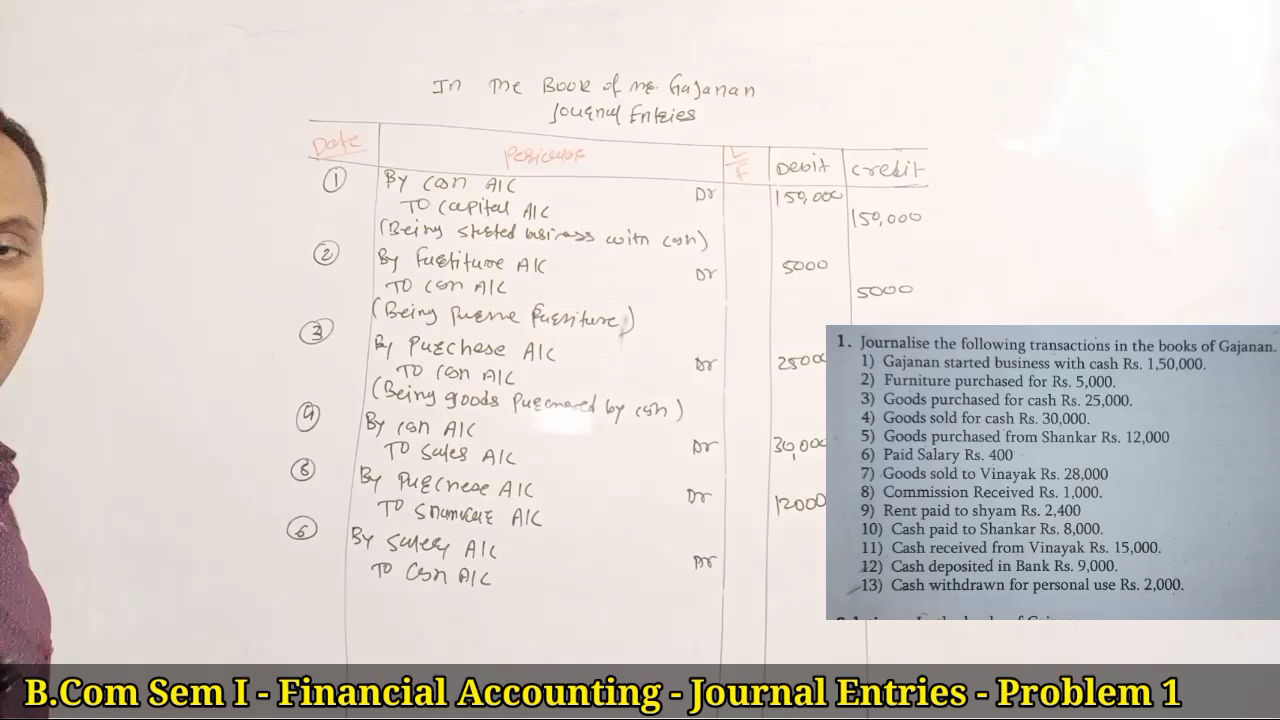 In The Book of Mr. Gajanan
Journal Entries
Date
L/F
Debit
Credit
① By Cash A/C Dr 150,000
To Capital A/C 150,000
(Being started business with cash)
② By Furniture A/C Dr 5000
To Cash A/C 5000
(Being furniture)
③ By Purchase A/C Dr 25000
To Cash A/C
(Being goods purchased by cash)
④ By Cash A/C
To Sales A/C Dr 30,000
By Purchase A/C Dr 12000
To A/C
⑥ By A/C
To Cash A/C Dr
1. Journalise the following transactions in the books of Gajanan.
1) Gajanan started business with cash Rs. 1,50,000.
2) Furniture purchased for Rs. 5,000.
3) Goods purchased for cash Rs. 25,000.
4) Goods sold for cash Rs. 30,000.
5) Goods purchased from Shankar Rs. 12,000
6) Paid Salary Rs. 400
7) Goods sold to Vinayak Rs. 28,000
8) Commission Received Rs. 1,000.
9) Rent paid to shyam Rs. 2,400
10) Cash paid to Shankar Rs. 8,000.
11) Cash received from Vinayak Rs. 15,000.
12) Cash deposited in Bank Rs. 9,000.
13) Cash withdrawn for personal use Rs. 2,000.
B.Com Sem I - Financial Accounting - Journal Entries - Problem 1